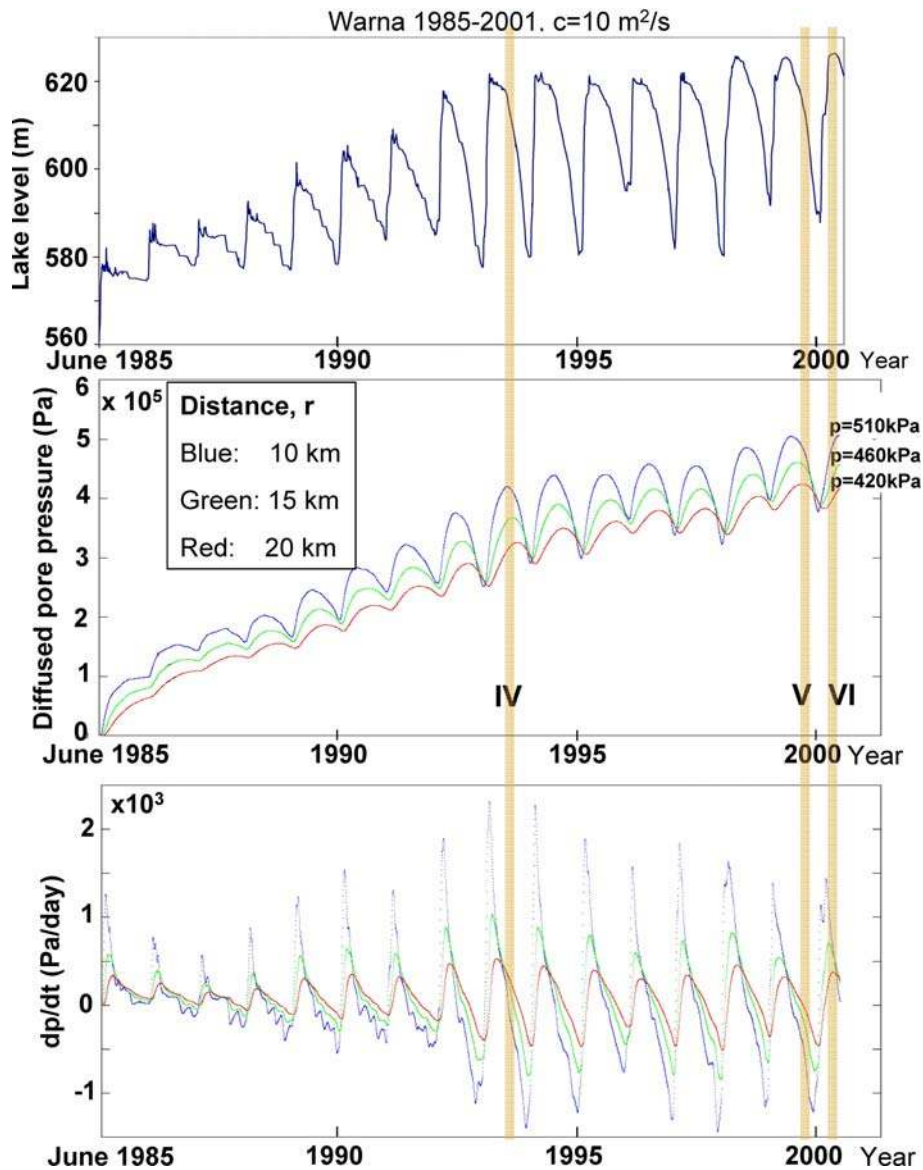 Warna 1985-2001. c=10 m²/s
Lake level (m)
620
600
580
560
June 1985 1990 1995 2000 Year
Diffused pore pressure (Pa)
x 10⁵
6
5
4
3
2
1
0
Distance, r
Blue: 10 km
Green: 15 km
Red: 20 km
p=510kPa
p=460kPa
p=420kPa
IV V VI
June 1985 1990 1995 2000 Year
dp/dt (Pa/day)
x10³
2
1
0
-1
June 1985 1990 1995 2000 Year